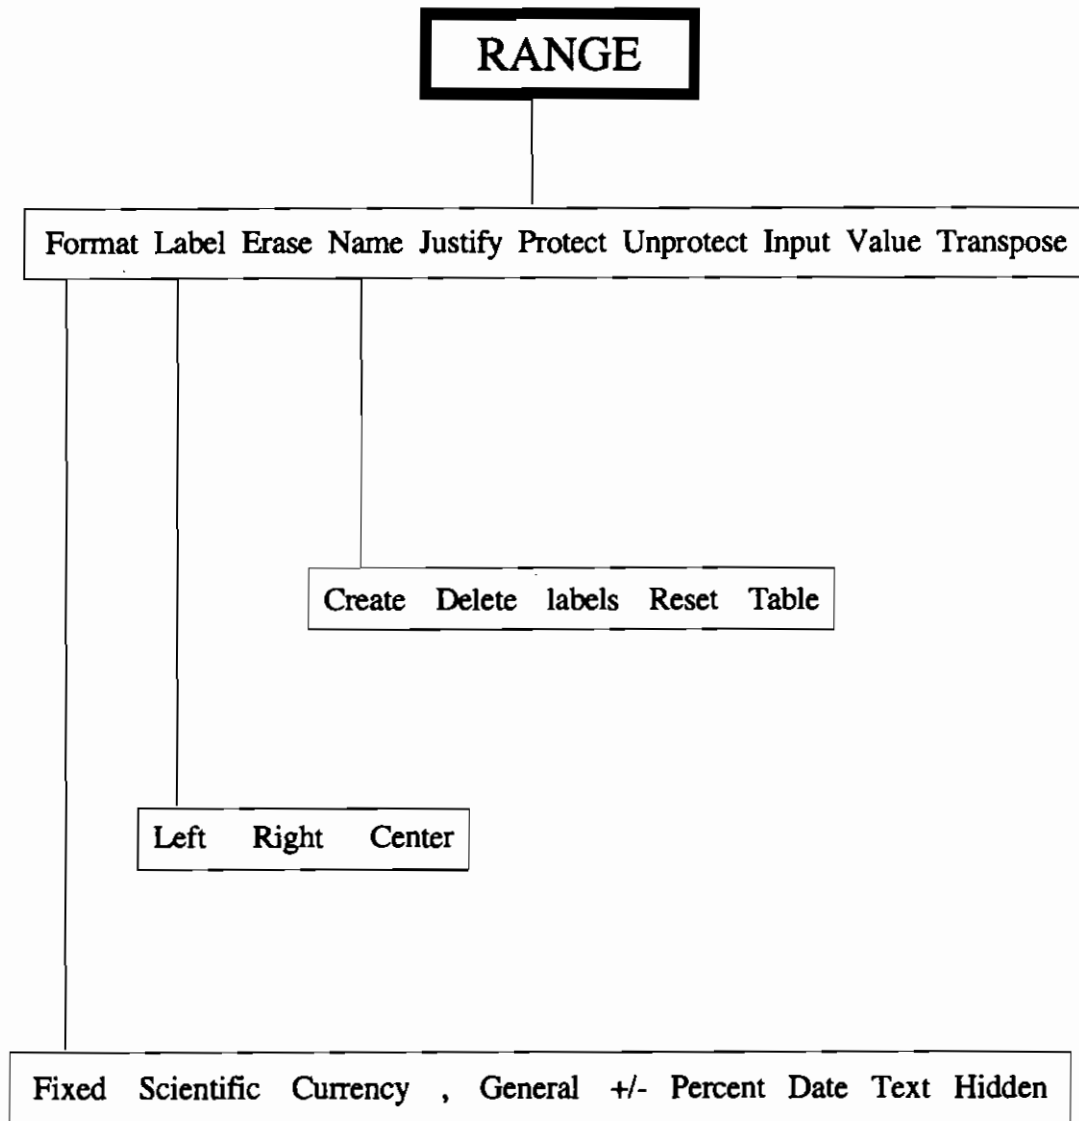 RANGE
Format Label Erase Name Justify Protect Unprotect Input Value Transpose
Create Delete labels Reset Table
Left Right Center
Fixed Scientific Currency , General +/- Percent Date Text Hidden